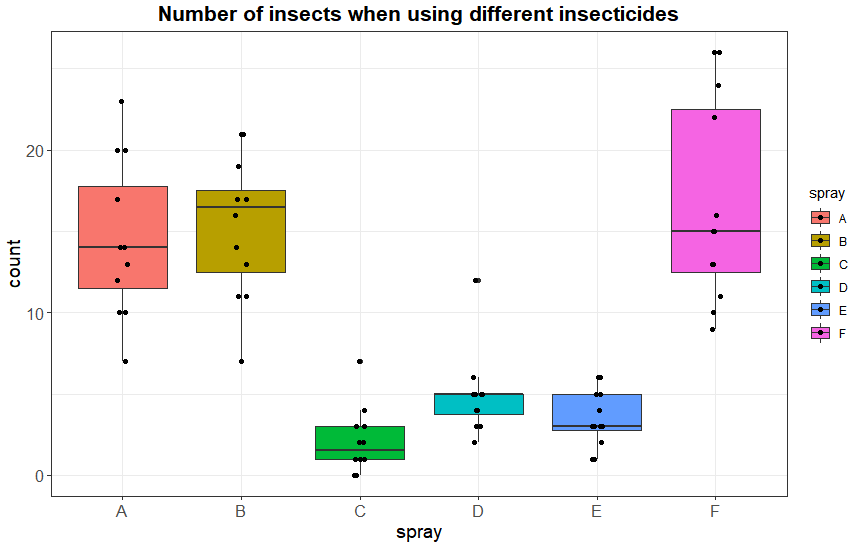 Number of insects when using different insecticides
count
20
10
0
A B C D E F
spray
spray
A
B
C
D
E
F